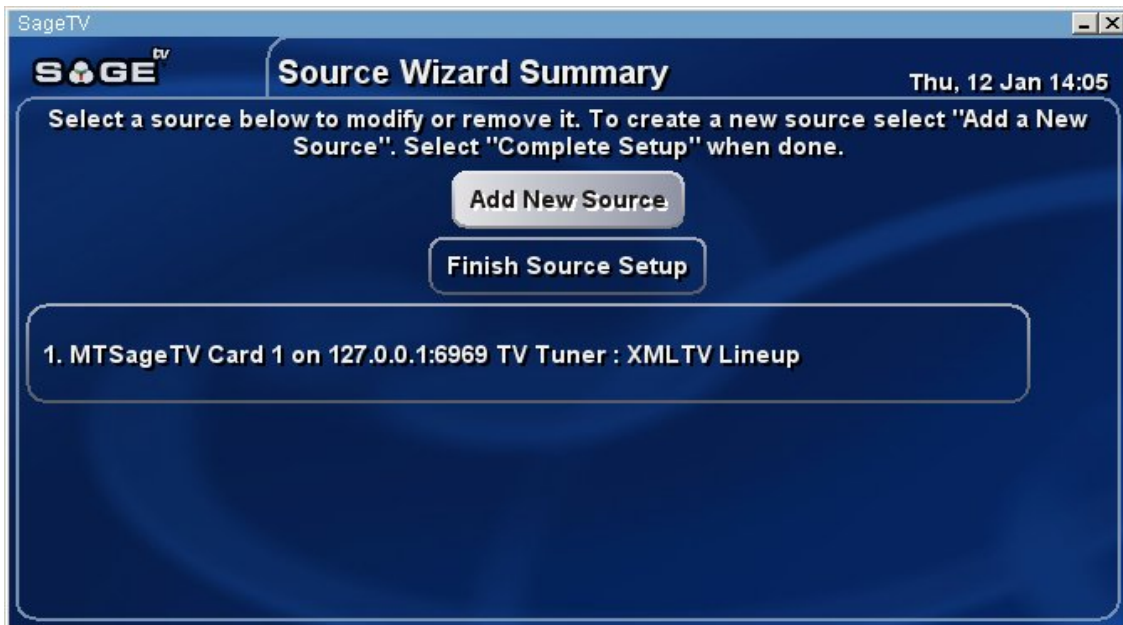 SageTV
SAGE tv
Source Wizard Summary
Thu, 12 Jan 14:05
Select a source below to modify or remove it. To create a new source select "Add a New
Source". Select "Complete Setup" when done.
Add New Source
Finish Source Setup
1. MTSageTV Card 1 on 127.0.0.1:6969 TV Tuner : XMLTV Lineup